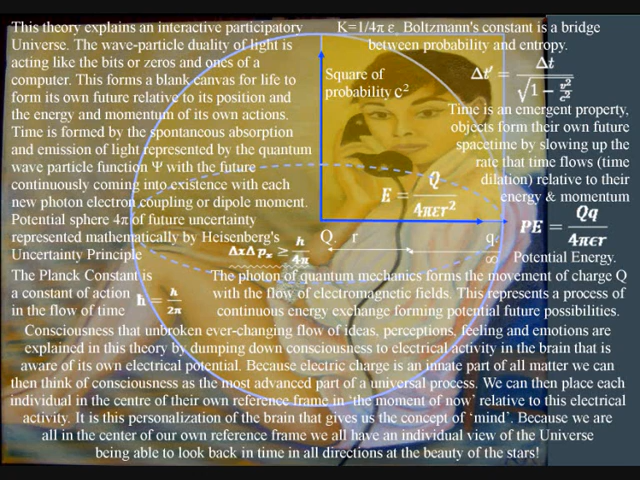 This theory explains an interactive participatory
Universe. The wave-particle duality of light is
acting like the bits or zeros and ones of a
computer. This forms a blank canvas for life to
form its own future relative to its position and
the energy and momentum of its own actions.
Time is formed by the spontaneous absorption
and emission of light represented by the quantum
wave particle function Ψ with the future
continuously coming into existence with each
new photon electron coupling or dipole moment.
Potential sphere 4π of future uncertainty
represented mathematically by Heisenberg's
Uncertainty Principle
ΔxΔpₓ ≥ h/4π
K=1/4π ε. Boltzmann's constant is a bridge
between probability and entropy.
Square of
probability c²
Δt′ = Δt/√(1 − v²/c²)
Time is an emergent property,
objects form their own future
spacetime by slowing up the
rate that time flows (time
dilation) relative to their
energy & momentum
E = Q/4πεr²
PE = Qq/4πϵr
Q. r q.
∞ Potential Energy.
The Planck Constant is
a constant of action
in the flow of time
ħ = h/2π
The photon of quantum mechanics forms the movement of charge Q
with the flow of electromagnetic fields. This represents a process of
continuous energy exchange forming potential future possibilities.
Consciousness that unbroken ever-changing flow of ideas, perceptions, feeling and emotions are
explained in this theory by dumping down consciousness to electrical activity in the brain that is
aware of its own electrical potential. Because electric charge is an innate part of all matter we can
then think of consciousness as the most advanced part of a universal process. We can then place each
individual in the centre of their own reference frame in ‘the moment of now’ relative to this electrical
activity. It is this personalization of the brain that gives us the concept of ‘mind’. Because we are
all in the center of our own reference frame we all have an individual view of the Universe
being able to look back in time in all directions at the beauty of the stars!